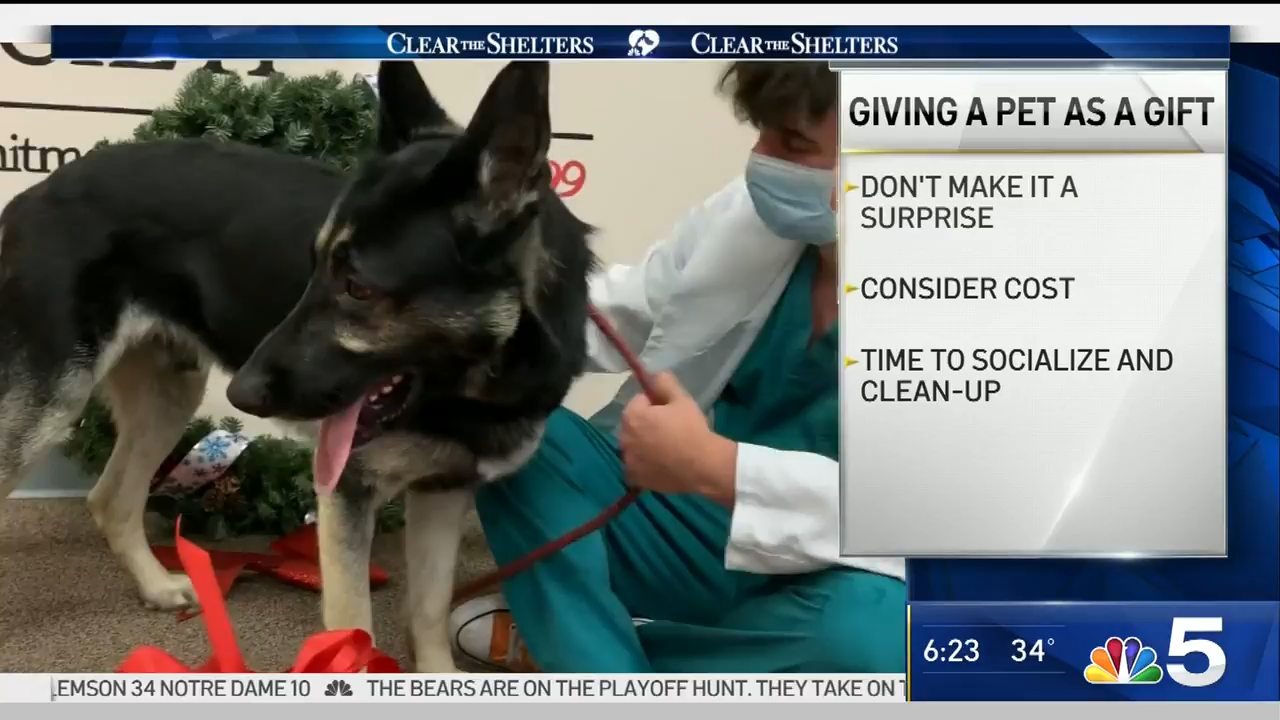 CLEAR THE SHELTERS CLEAR THE SHELTERS
99
GIVING A PET AS A GIFT
DON'T MAKE IT A
SURPRISE
CONSIDER COST
TIME TO SOCIALIZE AND
CLEAN-UP
6:23 34° 5
EMSON 34 NOTRE DAME 10 THE BEARS ARE ON THE PLAYOFF HUNT. THEY TAKE ON T